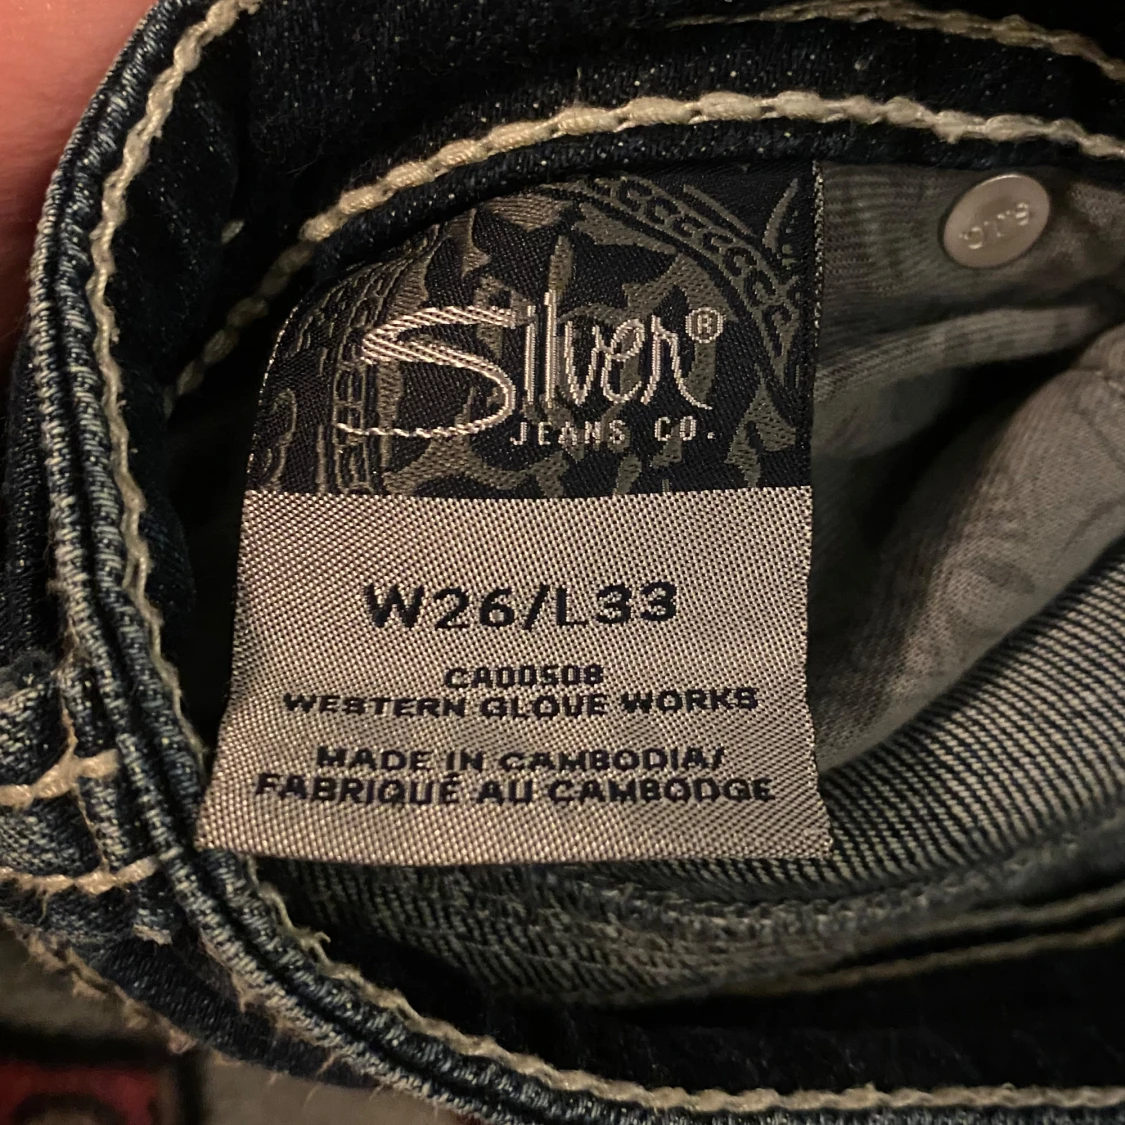 Silver®
JEANS CO.
W26/L33
CA00508
WESTERN GLOVE WORKS
MADE IN CAMBODIA/
FABRIQUÉ AU CAMBODGE